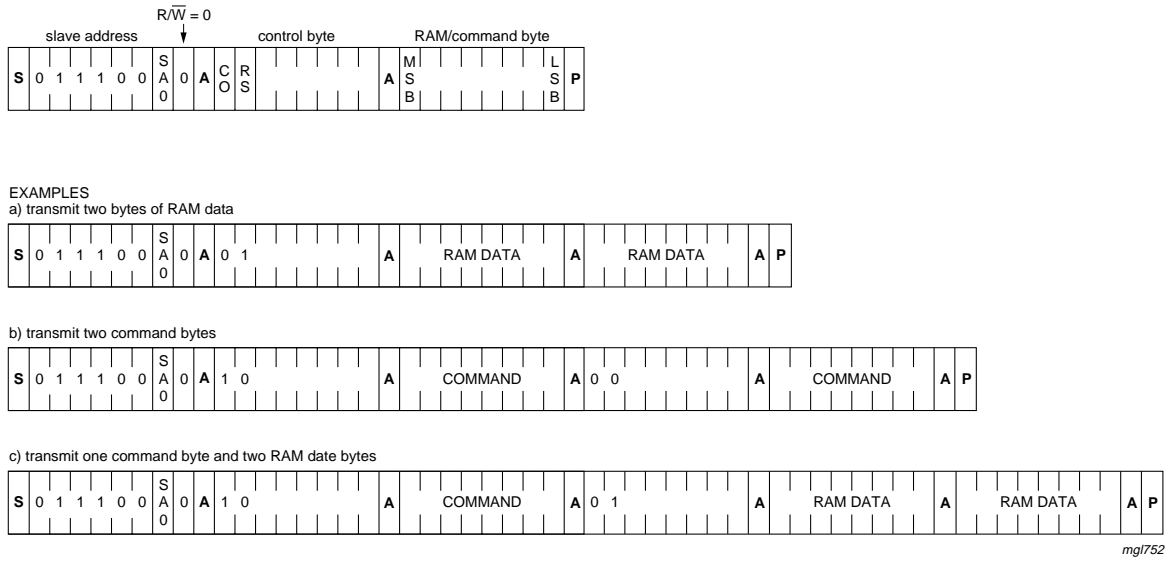 R/W = 0
slave address control byte RAM/command byte
S 0 1 1 1 0 0 SA0 0 A CO RS A MSB LSB P
EXAMPLES
a) transmit two bytes of RAM data
S 0 1 1 1 0 0 SA0 0 A 0 1 A RAM DATA A RAM DATA A P
b) transmit two command bytes
S 0 1 1 1 0 0 SA0 0 A 1 0 A COMMAND A 0 0 A COMMAND A P
c) transmit one command byte and two RAM date bytes
S 0 1 1 1 0 0 SA0 0 A 1 0 A COMMAND A 0 1 A RAM DATA A RAM DATA A P
mgl752